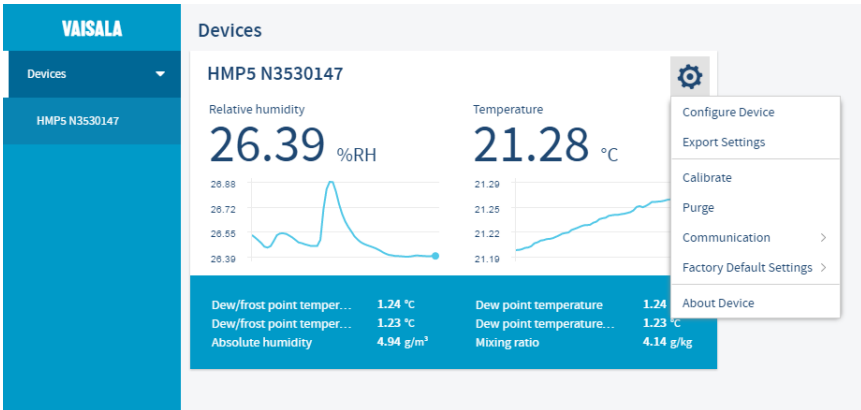 VAISALA
Devices
HMP5 N3530147
Devices
HMP5 N3530147
Relative humidity
26.39 %RH
26.88
26.72
26.55
26.39
Temperature
21.28 °C
21.29
21.25
21.22
21.19
Configure Device
Export Settings
Calibrate
Purge
Communication
Factory Default Settings
About Device
Dew/frost point temper... 1.24 °C
Dew/frost point temper... 1.23 °C
Absolute humidity 4.94 g/m³
Dew point temperature 1.24
Dew point temperature... 1.23 °C
Mixing ratio 4.14 g/kg